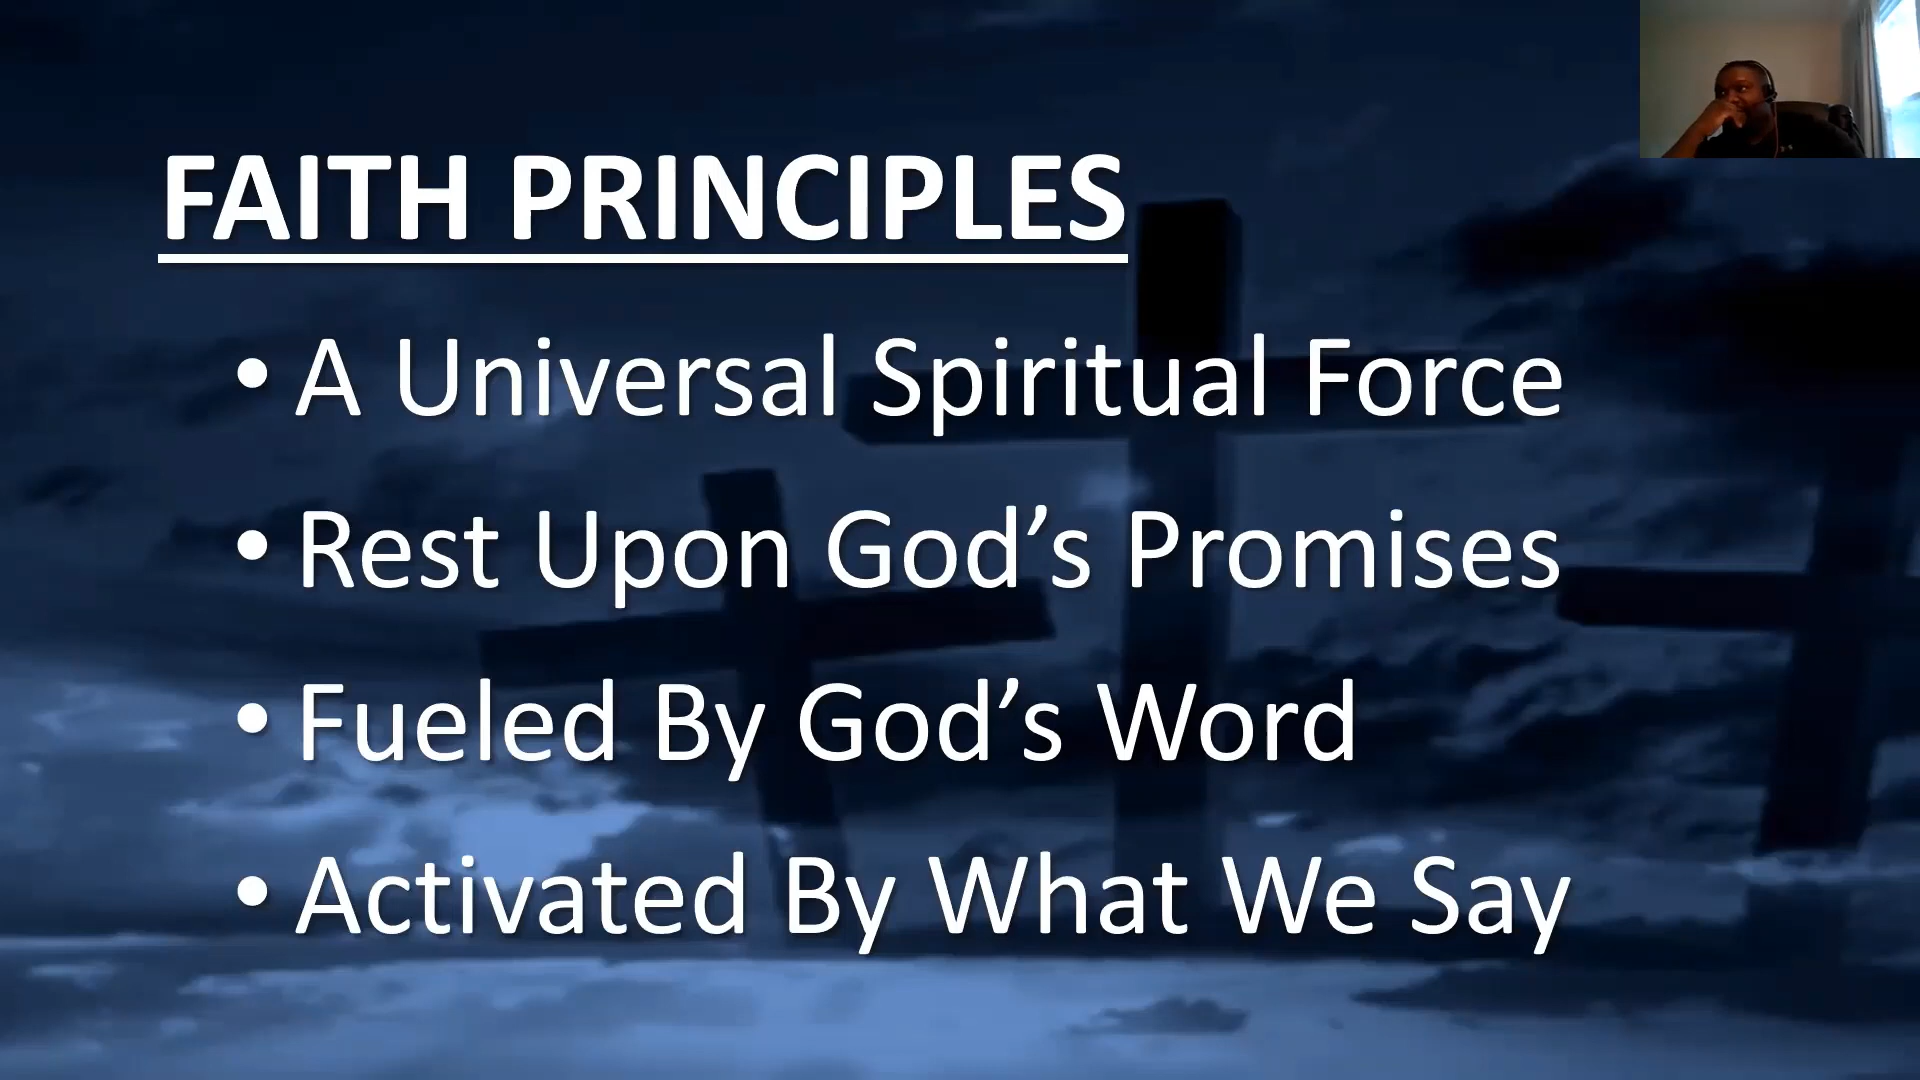 FAITH PRINCIPLES
• A Universal Spiritual Force
• Rest Upon God’s Promises
• Fueled By God’s Word
• Activated By What We Say